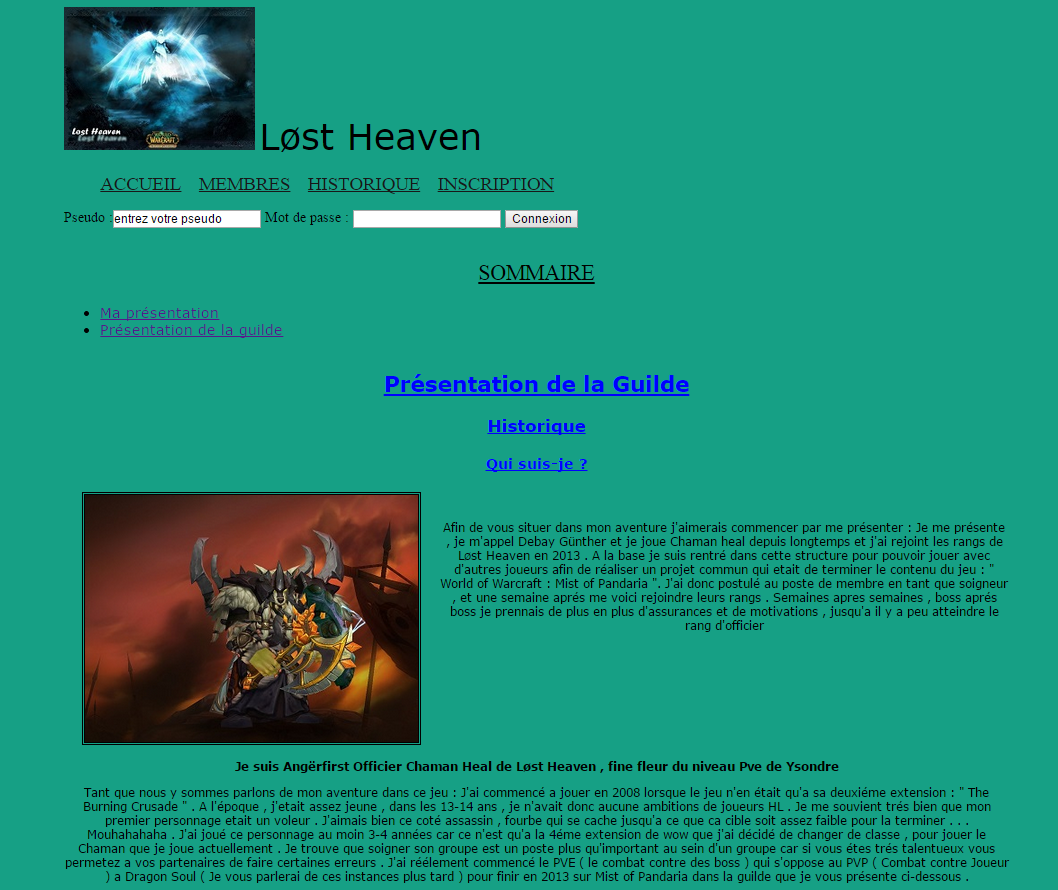 Lost Heaven
Lost Heaven
WARCRAFT
Løst Heaven
ACCUEIL MEMBRES HISTORIQUE INSCRIPTION
Pseudo : entrez votre pseudo Mot de passe : Connexion
SOMMAIRE
Ma présentation
Présentation de la guilde
Présentation de la Guilde
Historique
Qui suis-je ?
Afin de vous situer dans mon aventure j'aimerais commencer par me présenter : Je me présente
, je m'appel Debay Günther et je joue Chaman heal depuis longtemps et j'ai rejoint les rangs de
Løst Heaven en 2013 . A la base je suis rentré dans cette structure pour pouvoir jouer avec
d'autres joueurs afin de réaliser un projet commun qui etait de terminer le contenu du jeu : "
World of Warcraft : Mist of Pandaria ". J'ai donc postulé au poste de membre en tant que soigneur
, et une semaine aprés me voici rejoindre leurs rangs . Semaines apres semaines , boss aprés
boss je prennais de plus en plus d'assurances et de motivations , jusqu'a il y a peu atteindre le
rang d'officier
Je suis Angërfirst Officier Chaman Heal de Løst Heaven , fine fleur du niveau Pve de Ysondre
Tant que nous y sommes parlons de mon aventure dans ce jeu : J'ai commencé a jouer en 2008 lorsque le jeu n'en était qu'a sa deuxiéme extension : " The
Burning Crusade " . A l'époque , j'etait assez jeune , dans les 13-14 ans , je n'avait donc aucune ambitions de joueurs HL . Je me souvient trés bien que mon
premier personnage etait un voleur . J'aimais bien ce coté assassin , fourbe qui se cache jusqu'a ce que ca cible soit assez faible pour la terminer . . .
Mouhahahaha . J'ai joué ce personnage au moin 3-4 années car ce n'est qu'a la 4éme extension de wow que j'ai décidé de changer de classe , pour jouer le
Chaman que je joue actuellement . Je trouve que soigner son groupe est un poste plus qu'important au sein d'un groupe car si vous étes trés talentueux vous
permetez a vos partenaires de faire certaines erreurs . J'ai réélement commencé le PVE ( le combat contre des boss ) qui s'oppose au PVP ( Combat contre Joueur
) a Dragon Soul ( Je vous parlerai de ces instances plus tard ) pour finir en 2013 sur Mist of Pandaria dans la guilde que je vous présente ci-dessous .